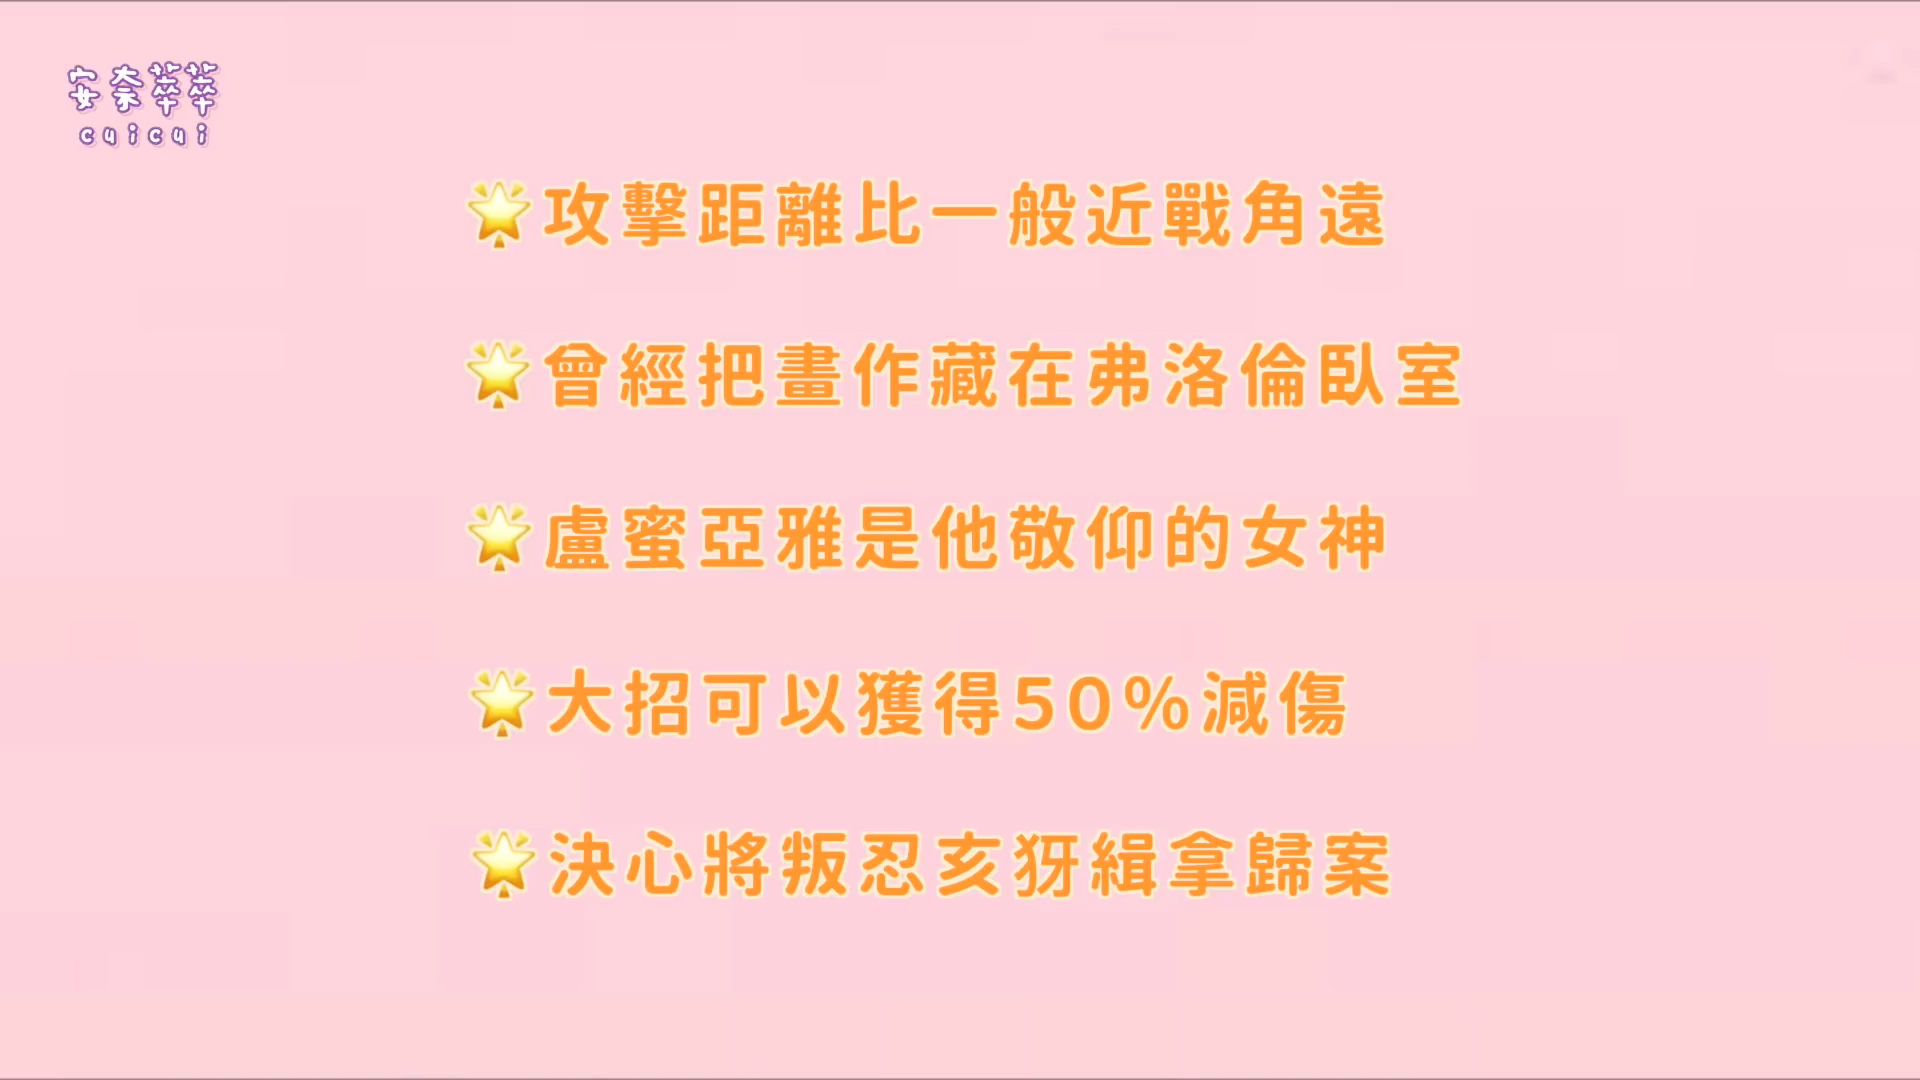 安奈萃萃
cuicui
🌟攻擊距離比一般近戰角遠
🌟曾經把畫作藏在弗洛倫臥室
🌟盧蜜亞雅是他敬仰的女神
🌟大招可以獲得50%減傷
🌟決心將叛忍亥犽緝拿歸案